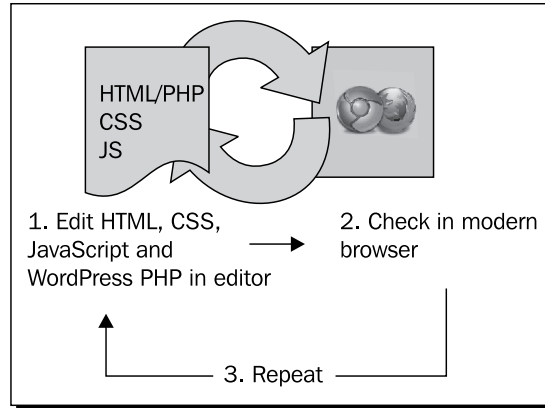 HTML/PHP
CSS
JS
1. Edit HTML, CSS,
JavaScript and
WordPress PHP in editor
2. Check in modern
browser
3. Repeat